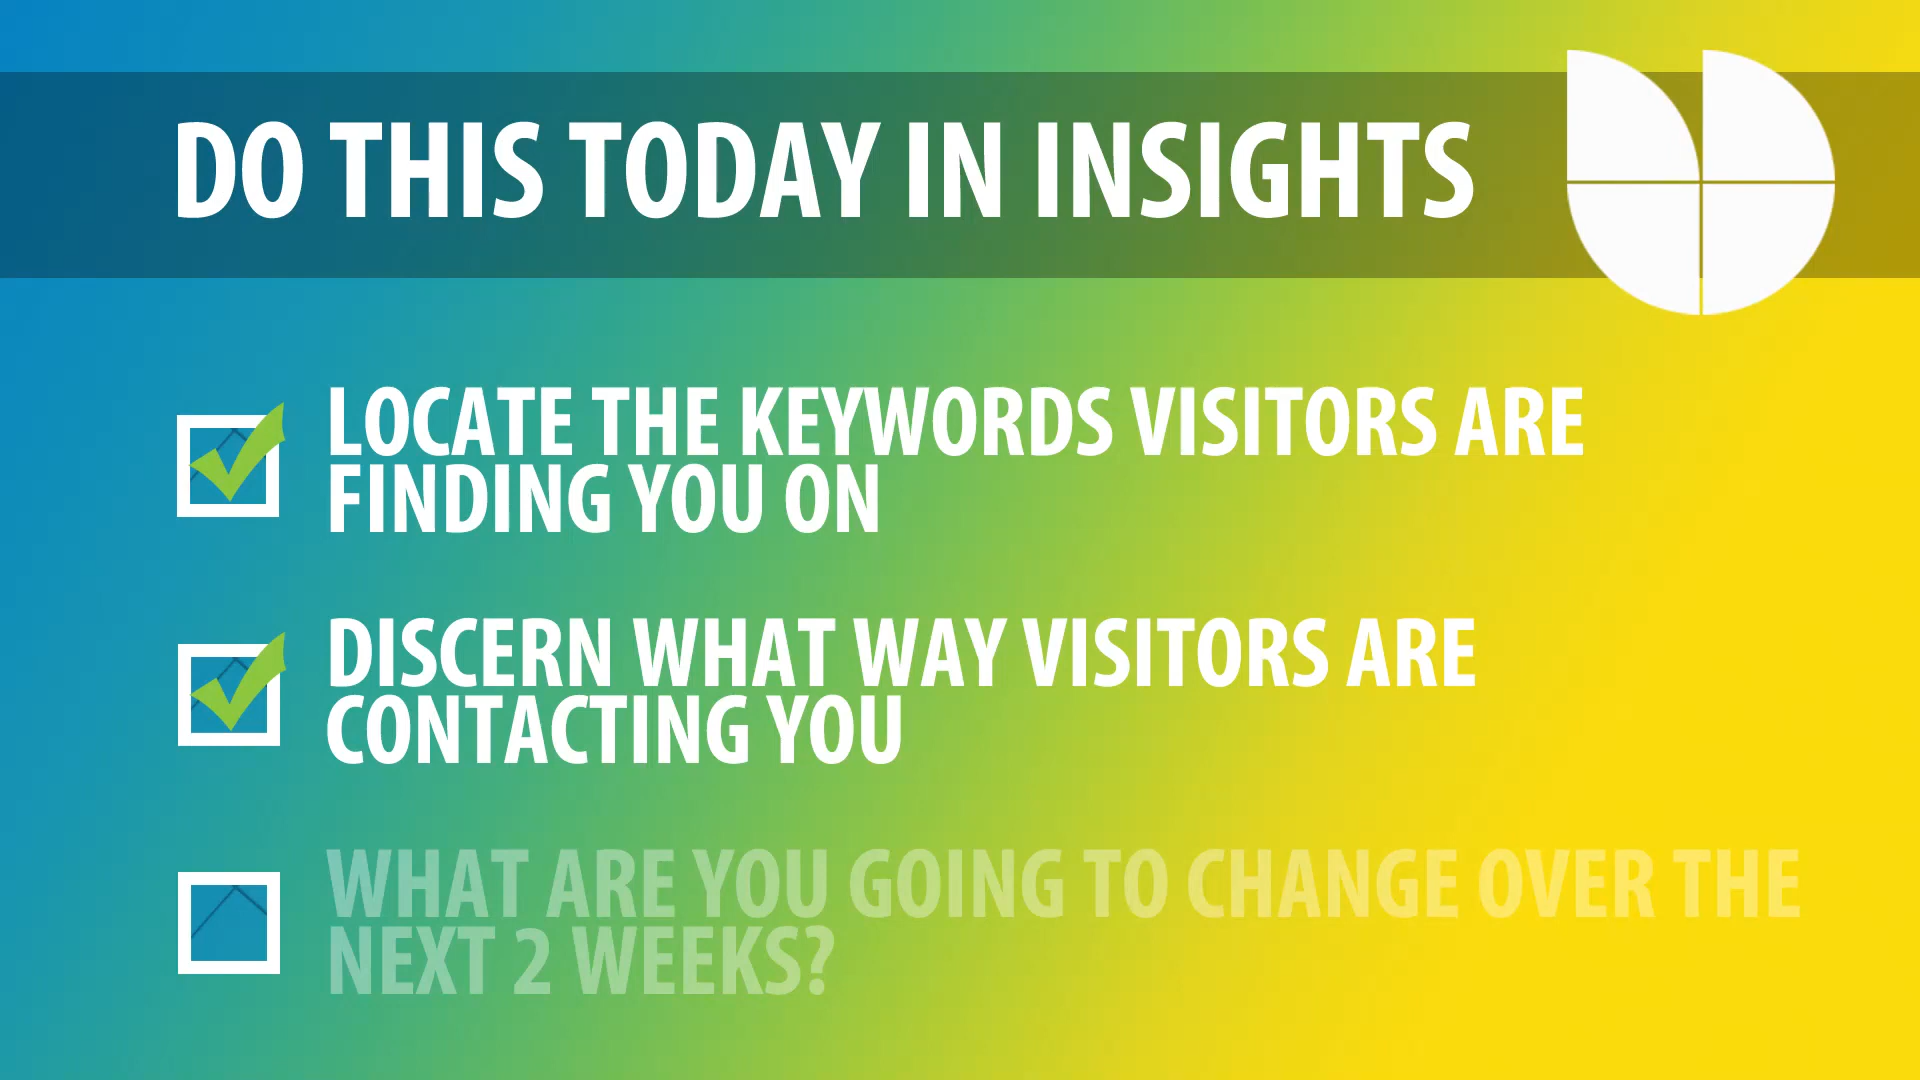 DO THIS TODAY IN INSIGHTS
LOCATE THE KEYWORDS VISITORS ARE
FINDING YOU ON
DISCERN WHAT WAY VISITORS ARE
CONTACTING YOU
WHAT ARE YOU GOING TO CHANGE OVER THE
NEXT 2 WEEKS?